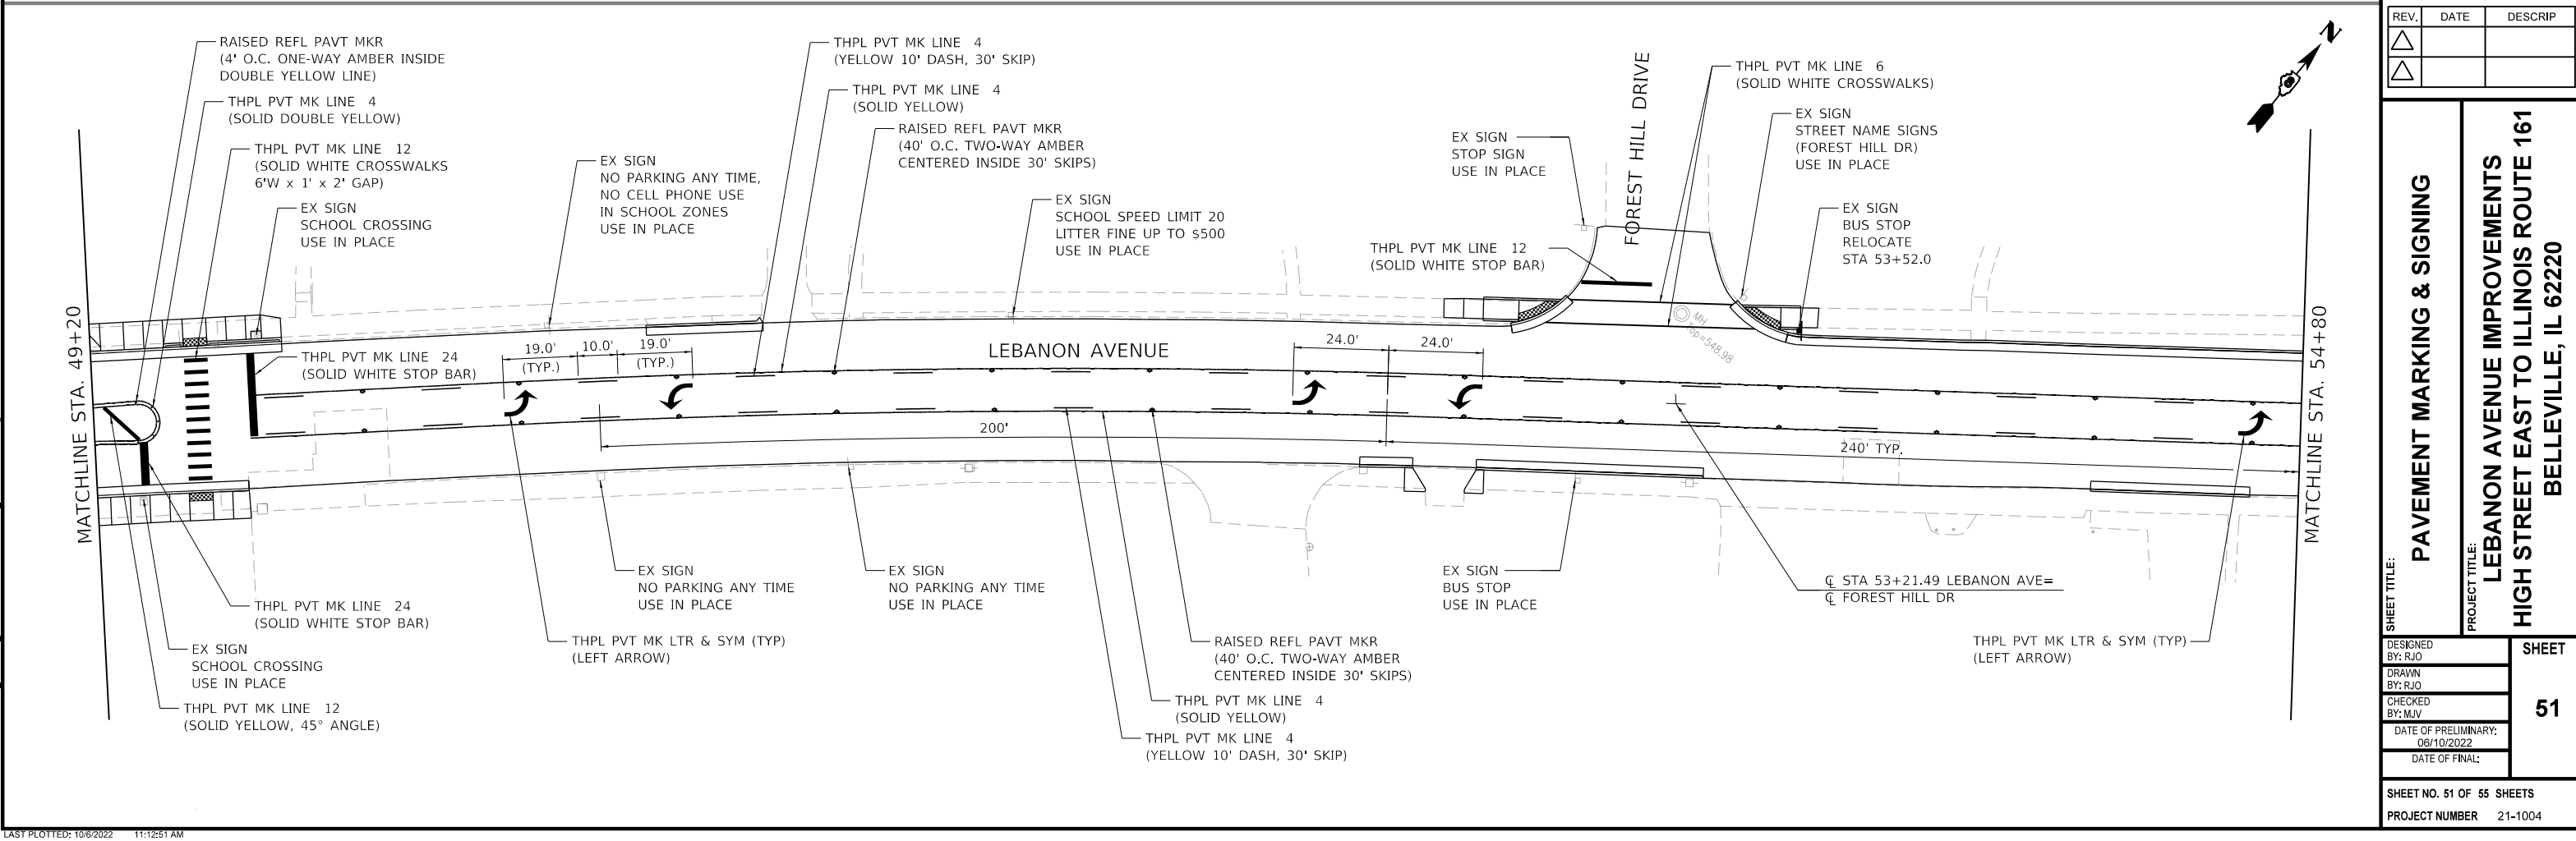 RAISED REFL PAVT MKR
(4' O.C. ONE-WAY AMBER INSIDE
DOUBLE YELLOW LINE)
THPL PVT MK LINE 4
(SOLID DOUBLE YELLOW)
THPL PVT MK LINE 12
(SOLID WHITE CROSSWALKS
6'W x 1' x 2' GAP)
EX SIGN
SCHOOL CROSSING
USE IN PLACE
EX SIGN
NO PARKING ANY TIME,
NO CELL PHONE USE
IN SCHOOL ZONES
USE IN PLACE
THPL PVT MK LINE 4
(YELLOW 10' DASH, 30' SKIP)
THPL PVT MK LINE 4
(SOLID YELLOW)
RAISED REFL PAVT MKR
(40' O.C. TWO-WAY AMBER
CENTERED INSIDE 30' SKIPS)
EX SIGN
SCHOOL SPEED LIMIT 20
LITTER FINE UP TO $500
USE IN PLACE
EX SIGN
STOP SIGN
USE IN PLACE
THPL PVT MK LINE 12
(SOLID WHITE STOP BAR)
FOREST HILL DRIVE
THPL PVT MK LINE 6
(SOLID WHITE CROSSWALKS)
EX SIGN
STREET NAME SIGNS
(FOREST HILL DR)
USE IN PLACE
EX SIGN
BUS STOP
RELOCATE
STA 53+52.0
N
MATCHLINE STA. 49+20
THPL PVT MK LINE 24
(SOLID WHITE STOP BAR)
19.0'
(TYP.)
10.0'
19.0'
(TYP.)
LEBANON AVENUE
24.0'
24.0'
MH
Top=548.98
200'
240' TYP.
MATCHLINE STA. 54+80
THPL PVT MK LINE 24
(SOLID WHITE STOP BAR)
EX SIGN
SCHOOL CROSSING
USE IN PLACE
THPL PVT MK LINE 12
(SOLID YELLOW, 45° ANGLE)
EX SIGN
NO PARKING ANY TIME
USE IN PLACE
THPL PVT MK LTR & SYM (TYP)
(LEFT ARROW)
EX SIGN
NO PARKING ANY TIME
USE IN PLACE
RAISED REFL PAVT MKR
(40' O.C. TWO-WAY AMBER
CENTERED INSIDE 30' SKIPS)
THPL PVT MK LINE 4
(SOLID YELLOW)
THPL PVT MK LINE 4
(YELLOW 10' DASH, 30' SKIP)
EX SIGN
BUS STOP
USE IN PLACE
℄ STA 53+21.49 LEBANON AVE=
℄ FOREST HILL DR
THPL PVT MK LTR & SYM (TYP)
(LEFT ARROW)
REV. DATE DESCRIP
SHEET TITLE:
PAVEMENT MARKING & SIGNING
PROJECT TITLE:
LEBANON AVENUE IMPROVEMENTS
HIGH STREET EAST TO ILLINOIS ROUTE 161
BELLEVILLE, IL 62220
DESIGNED
BY: RJO
DRAWN
BY: RJO
CHECKED
BY: MJV
DATE OF PRELIMINARY:
06/10/2022
DATE OF FINAL:
SHEET
51
SHEET NO. 51 OF 55 SHEETS
PROJECT NUMBER 21-1004
LAST PLOTTED: 10/6/2022 11:12:51 AM